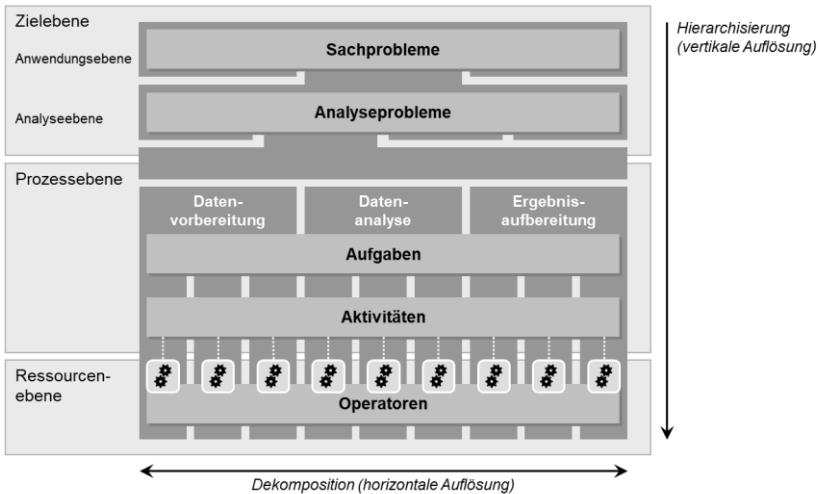 Zielebene
Anwendungsebene
Sachprobleme
Hierarchisierung
(vertikale Auflösung)
Analyseebene
Analyseprobleme
Prozessebene
Daten-
vorbereitung
Daten-
analyse
Ergebnis-
aufbereitung
Aufgaben
Aktivitäten
Ressourcen-
ebene
Operatoren
Dekomposition (horizontale Auflösung)